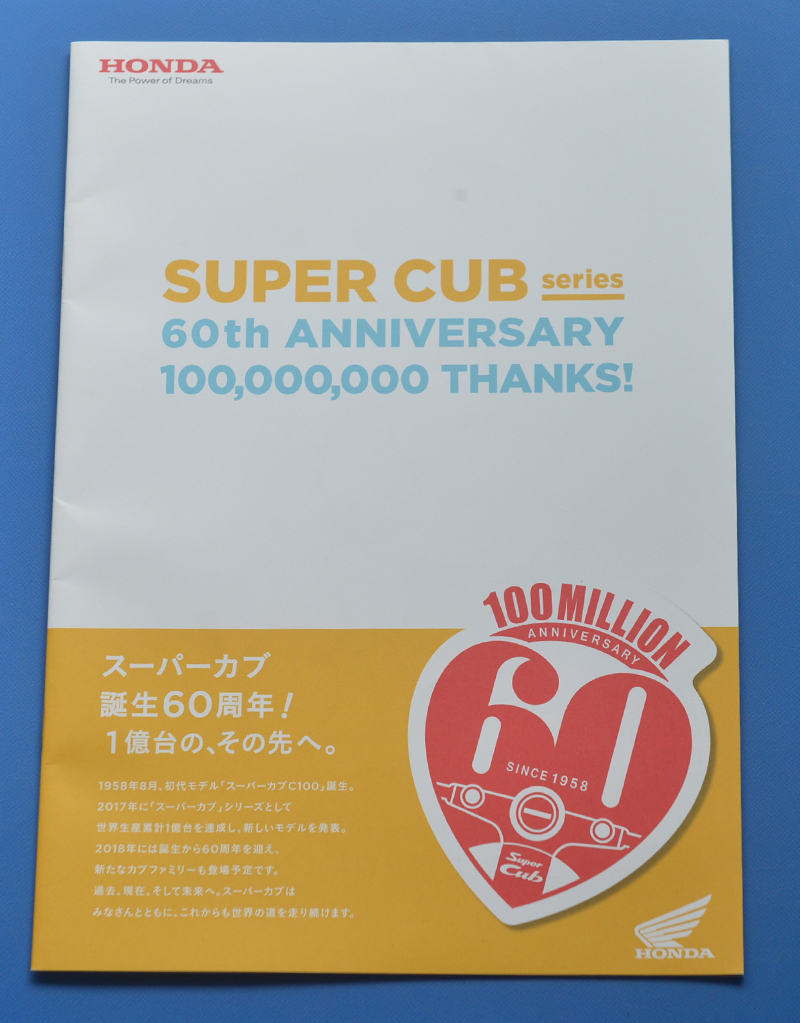 HONDA
The Power of Dreams
SUPER CUB series
60th ANNIVERSARY
100,000,000 THANKS!
100 MILLION
ANNIVERSARY
60
SINCE 1958
Super
Cub
スーパーカブ
誕生60周年!
1億台の、その先へ。
1958年8月、初代モデル「スーパーカブC100」誕生。
2017年に「スーパーカブ」シリーズとして
世界生産累計1億台を達成し、新しいモデルを発表。
2018年には誕生から60周年を迎え、
新たなカブファミリーも登場予定です。
過去、現在、そして未来へ。スーパーカブは
みなさんとともに、これからも世界の道を走り続けます。
HONDA